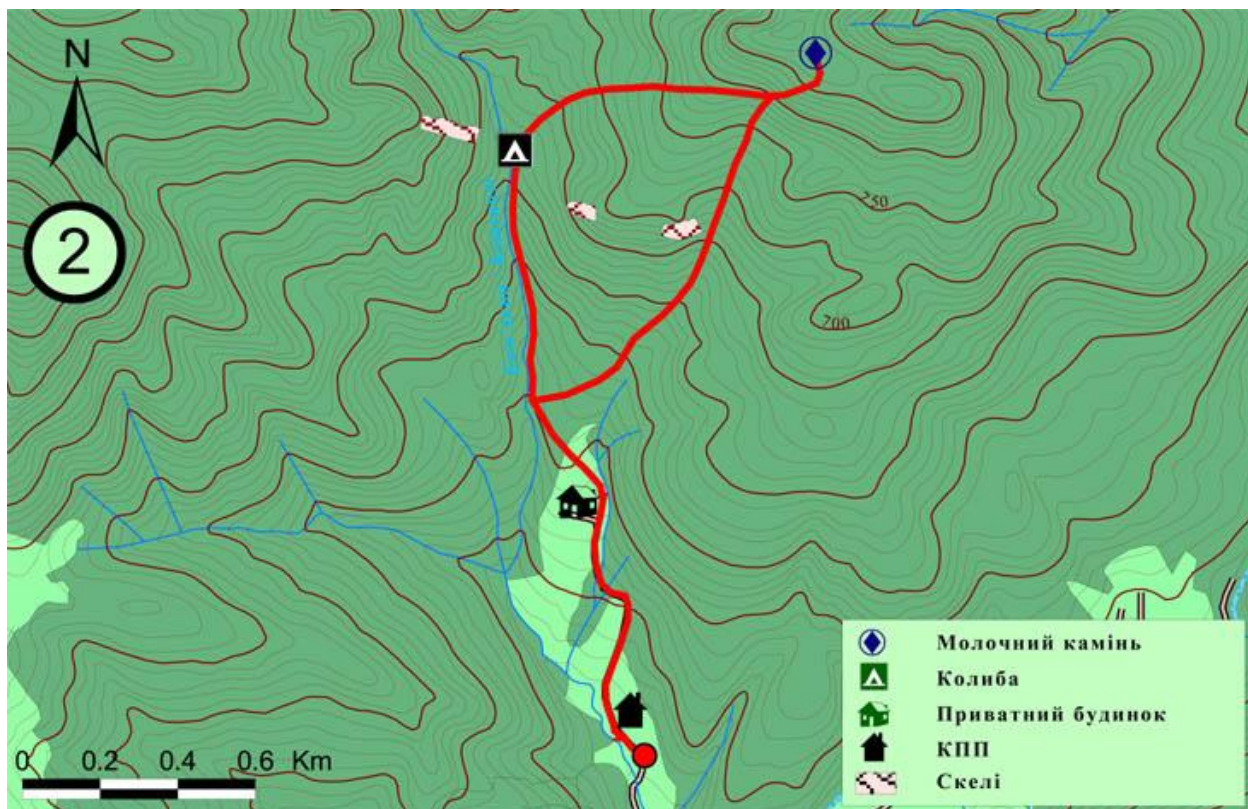 N
2
750
700
0 0.2 0.4 0.6 Km
Молочний камінь
Колиба
Приватний будинок
КПП
Скелі